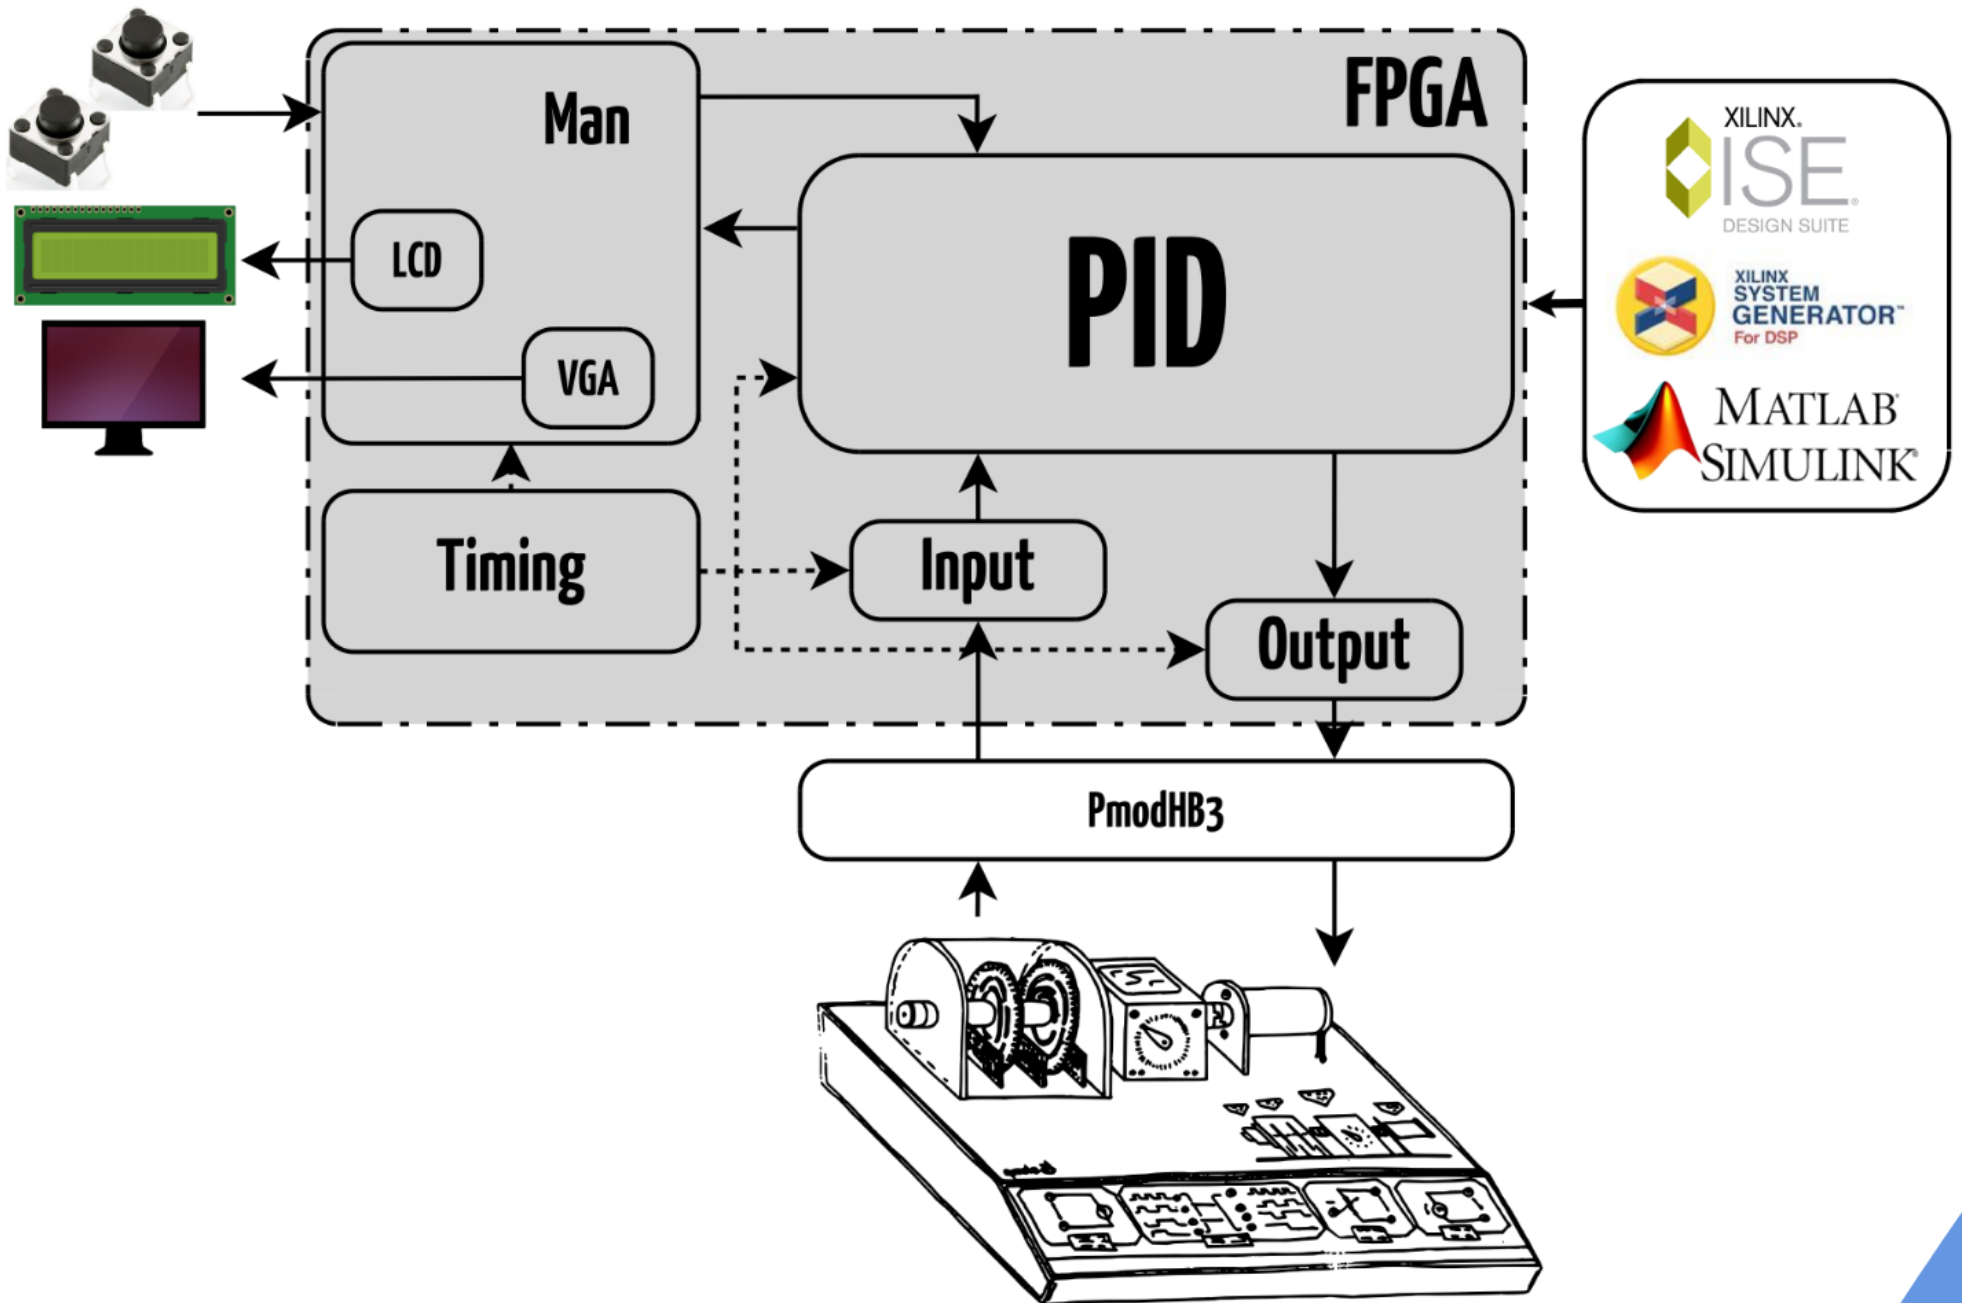 Man
FPGA
XILINX®
ISE®
DESIGN SUITE
PID
LCD
XILINX
SYSTEM
GENERATOR™
For DSP
VGA
MATLAB®
SIMULINK®
Timing
Input
Output
PmodHB3